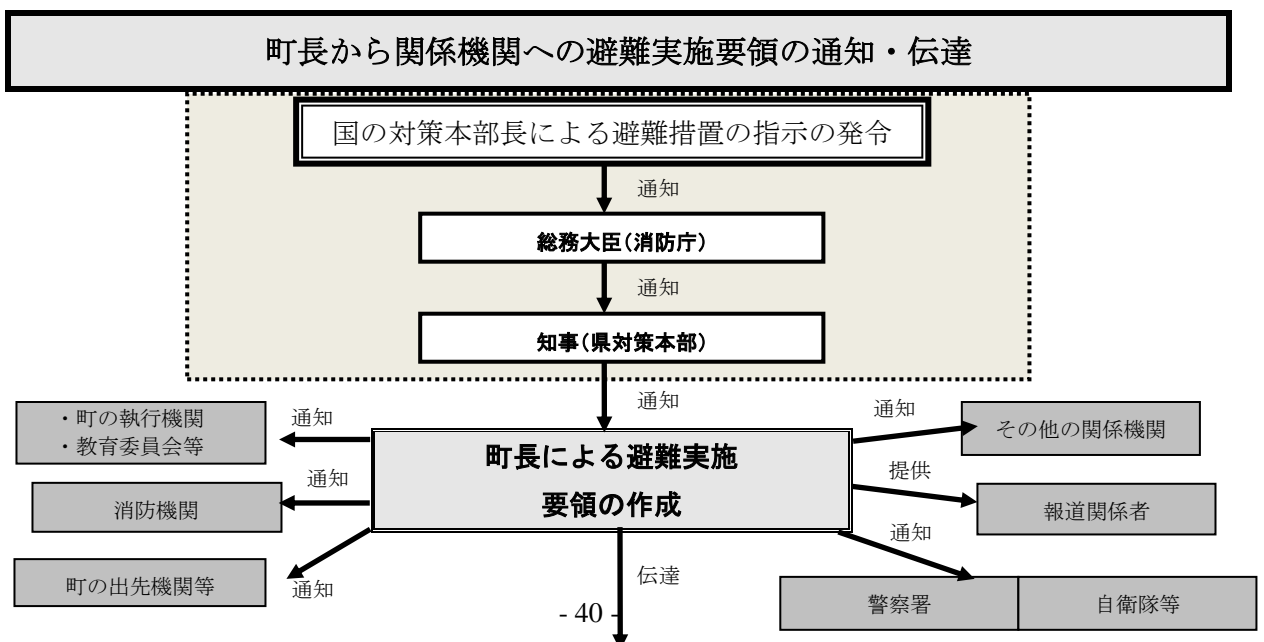 町長から関係機関への避難実施要領の通知・伝達
国の対策本部長による避難措置の指示の発令
通知
総務大臣(消防庁)
通知
知事(県対策本部)
通知
・町の執行機関
・教育委員会等
通知
通知
その他の関係機関
町長による避難実施
要領の作成
消防機関
通知
提供
報道関係者
町の出先機関等
通知
伝達
通知
警察署
自衛隊等
- 40 -